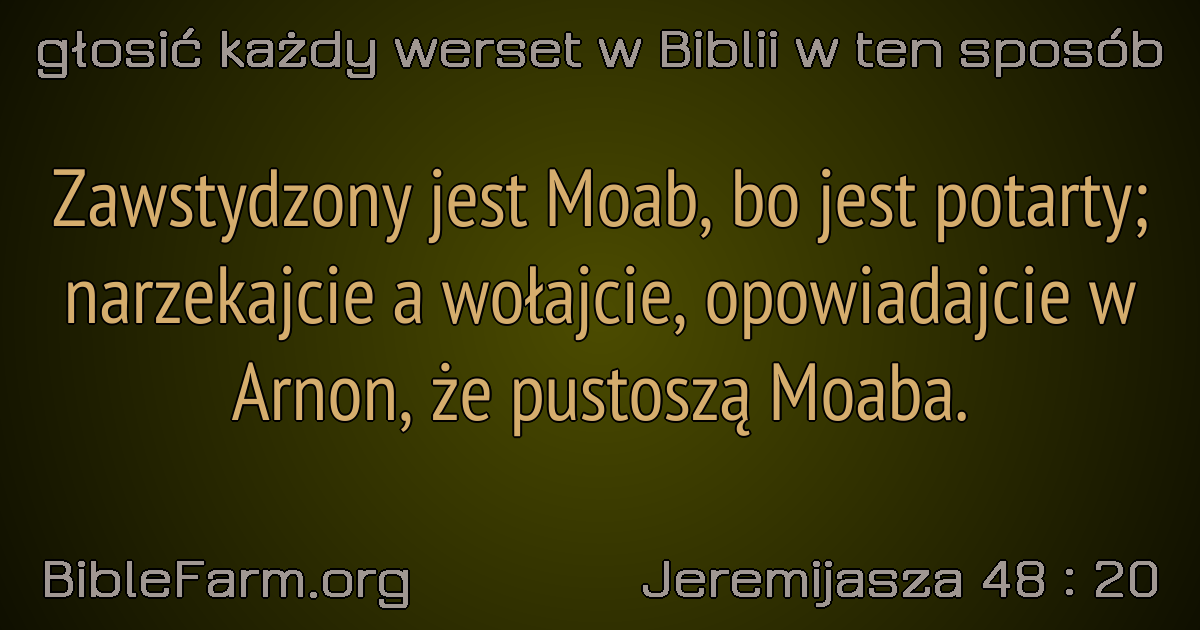 głosić każdy werset w Biblii w ten sposób
Zawstydzony jest Moab, bo jest potarty;
narzekajcie a wołajcie, opowiadajcie w
Arnon, że pustoszą Moaba.
BibleFarm.org
Jeremijasza 48 : 20